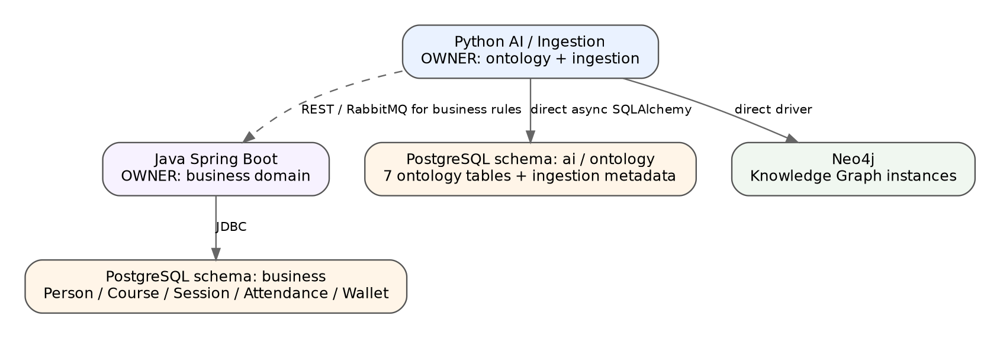 Python AI / Ingestion
OWNER: ontology + ingestion
REST / RabbitMQ for business rules
direct async SQLAlchemy
direct driver
Java Spring Boot
OWNER: business domain
PostgreSQL schema: ai / ontology
7 ontology tables + ingestion metadata
Neo4j
Knowledge Graph instances
JDBC
PostgreSQL schema: business
Person / Course / Session / Attendance / Wallet